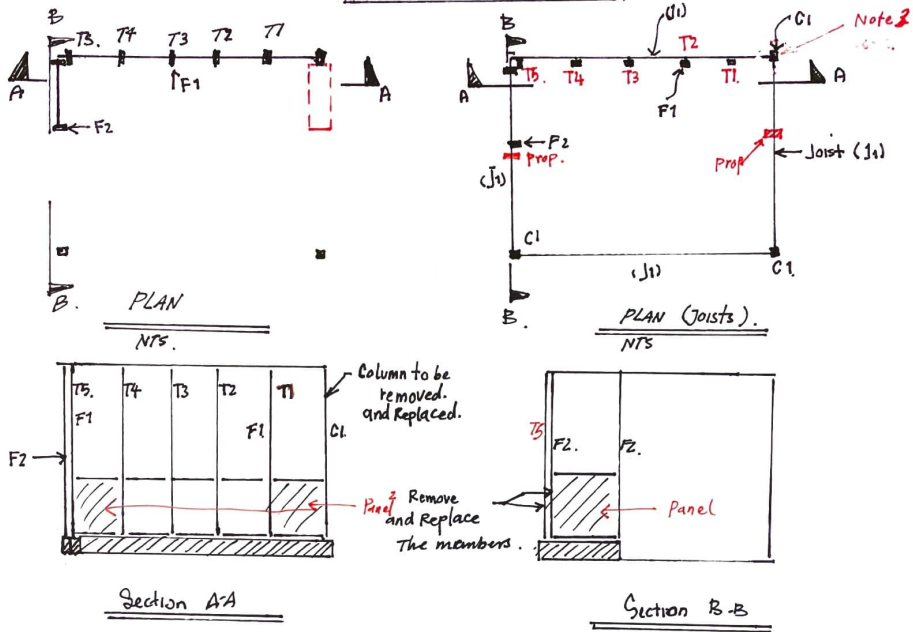 B
T5. T4 T3 T2 T1
A
F1
A
F2
B.
PLAN
NTS.
B
(J1)
C1
Note 2
T2
T5. T4 T3 T1.
A
F1
A
F2
Prop.
(J1)
Prop
Joist (J1)
C1
(J1)
C1.
B.
PLAN (Joists).
NTS
T5. T4 T3 T2 T1
F1
F1.
C1.
F2
Column to be
removed.
and Replaced.
Panel
Remove
and Replace
The members.
Section A-A
T5
F2. F2.
Panel
Section B-B